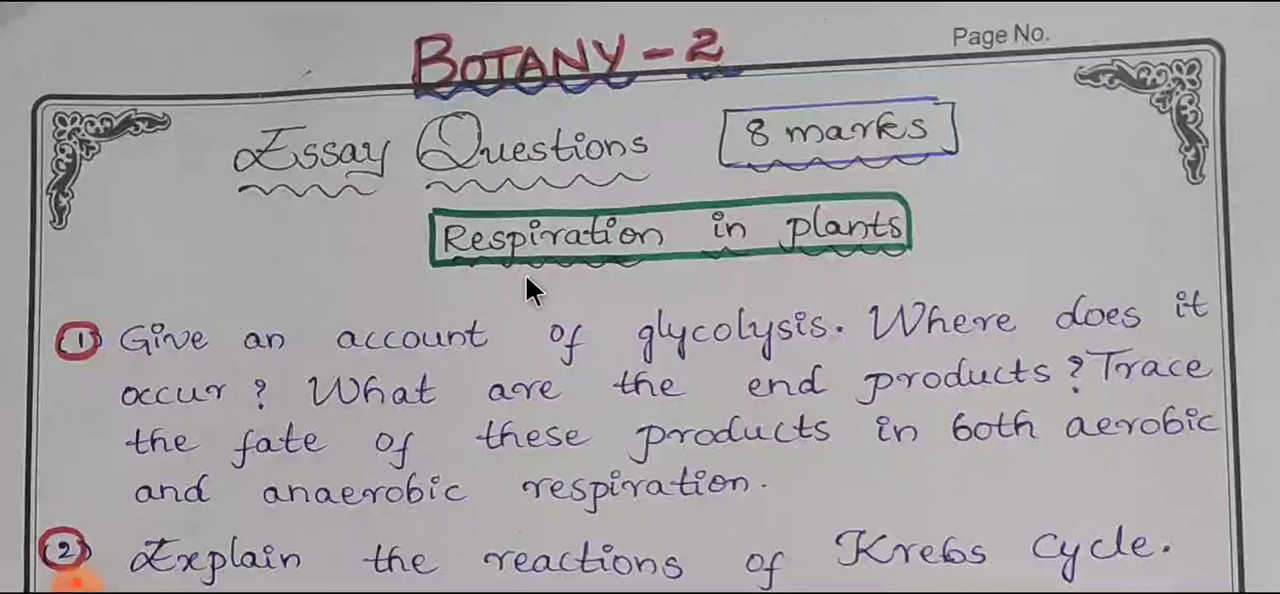 Page No.
BOTANY - 2
Essay Questions 8 marks
Respiration in plants
(1) Give an account of glycolysis. Where does it
occur? What are the end products? Trace
the fate of these products in both aerobic
and anaerobic respiration.
(2) Explain the reactions of Krebs Cycle.